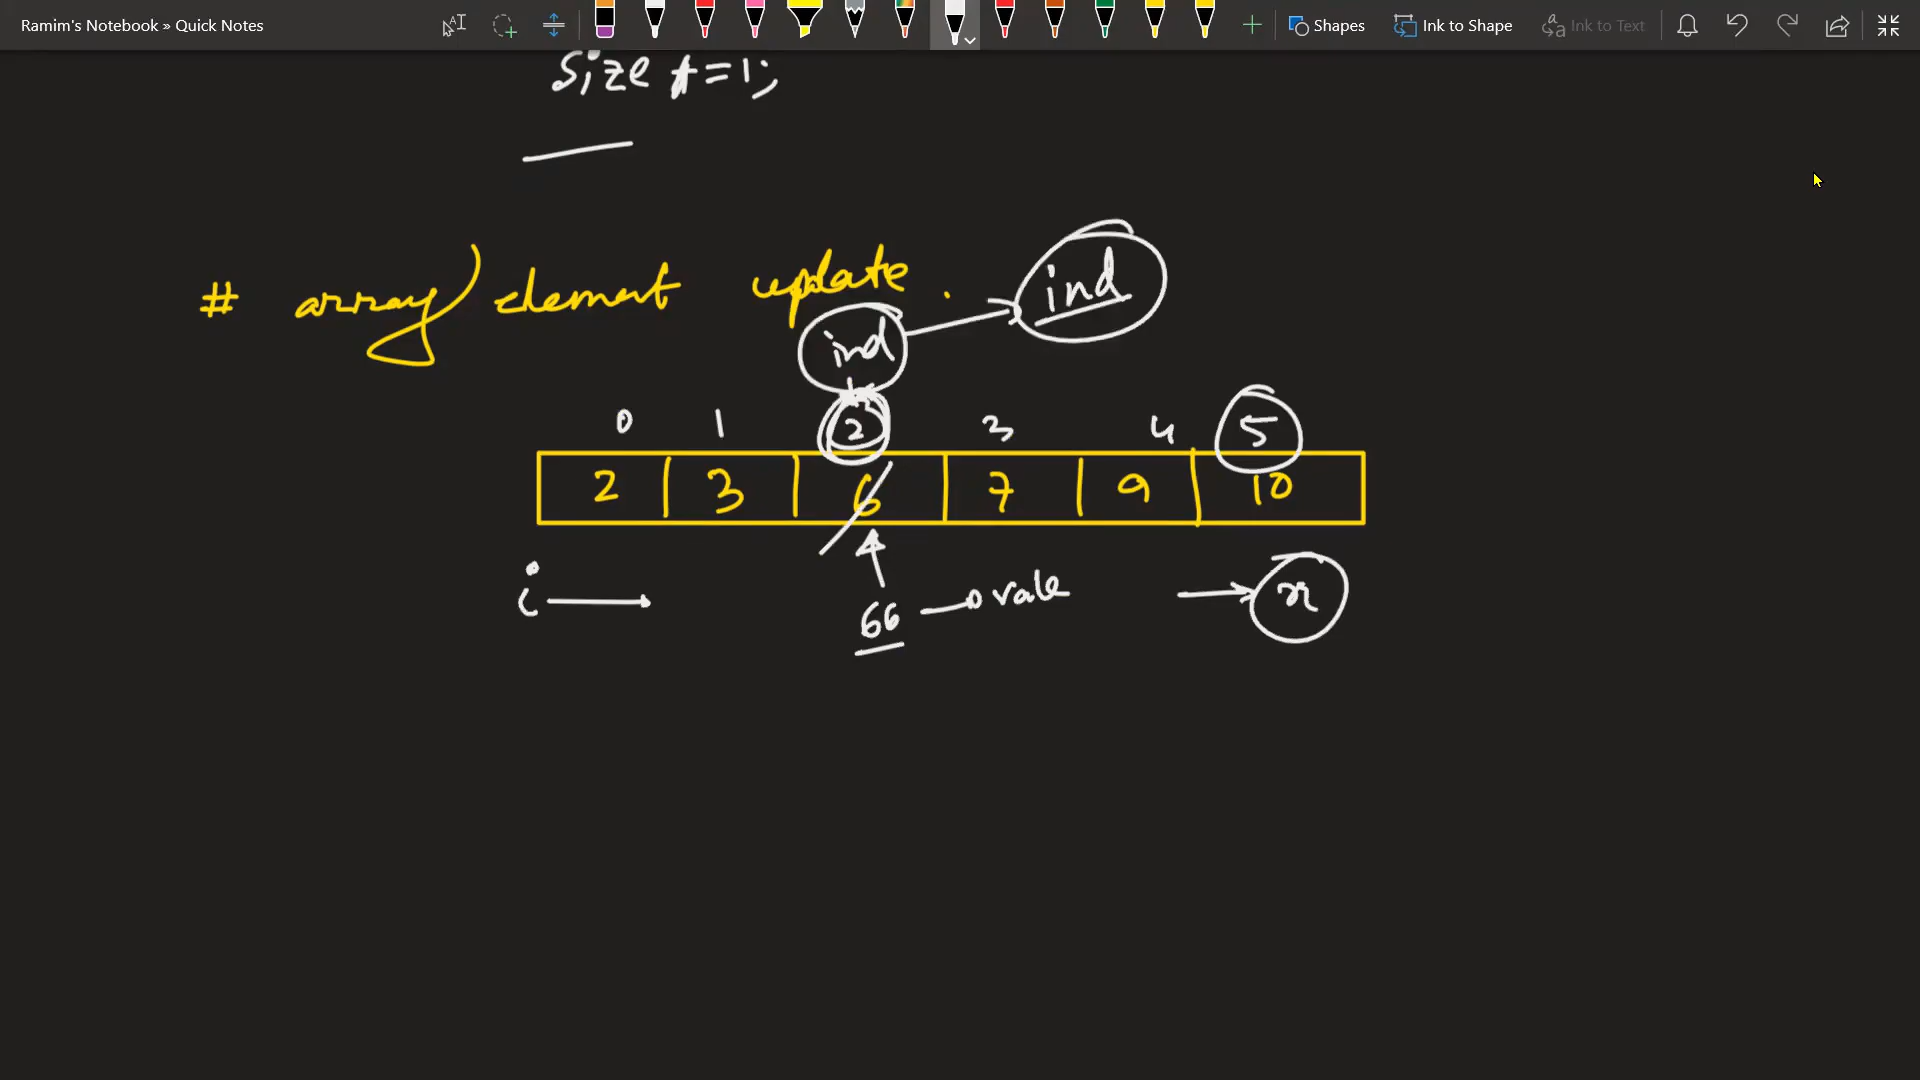 Ramim's Notebook » Quick Notes
Shapes
Ink to Shape
Ink to Text
size += 1;
# array element update .
ind
ind
0 1 2 3 4 5
2 3 6 7 9 10
i
66
n